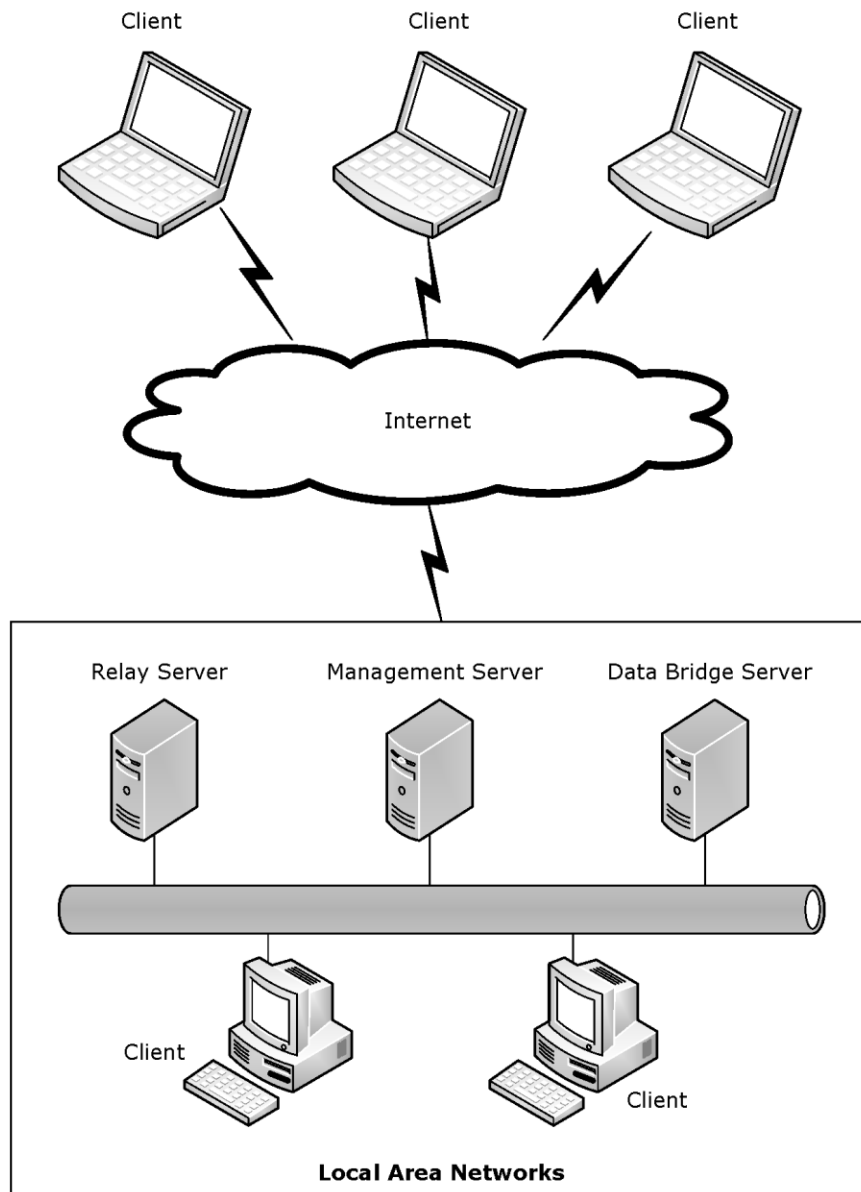 Client
Client
Client
Internet
Relay Server
Management Server
Data Bridge Server
Client
Client
Local Area Networks